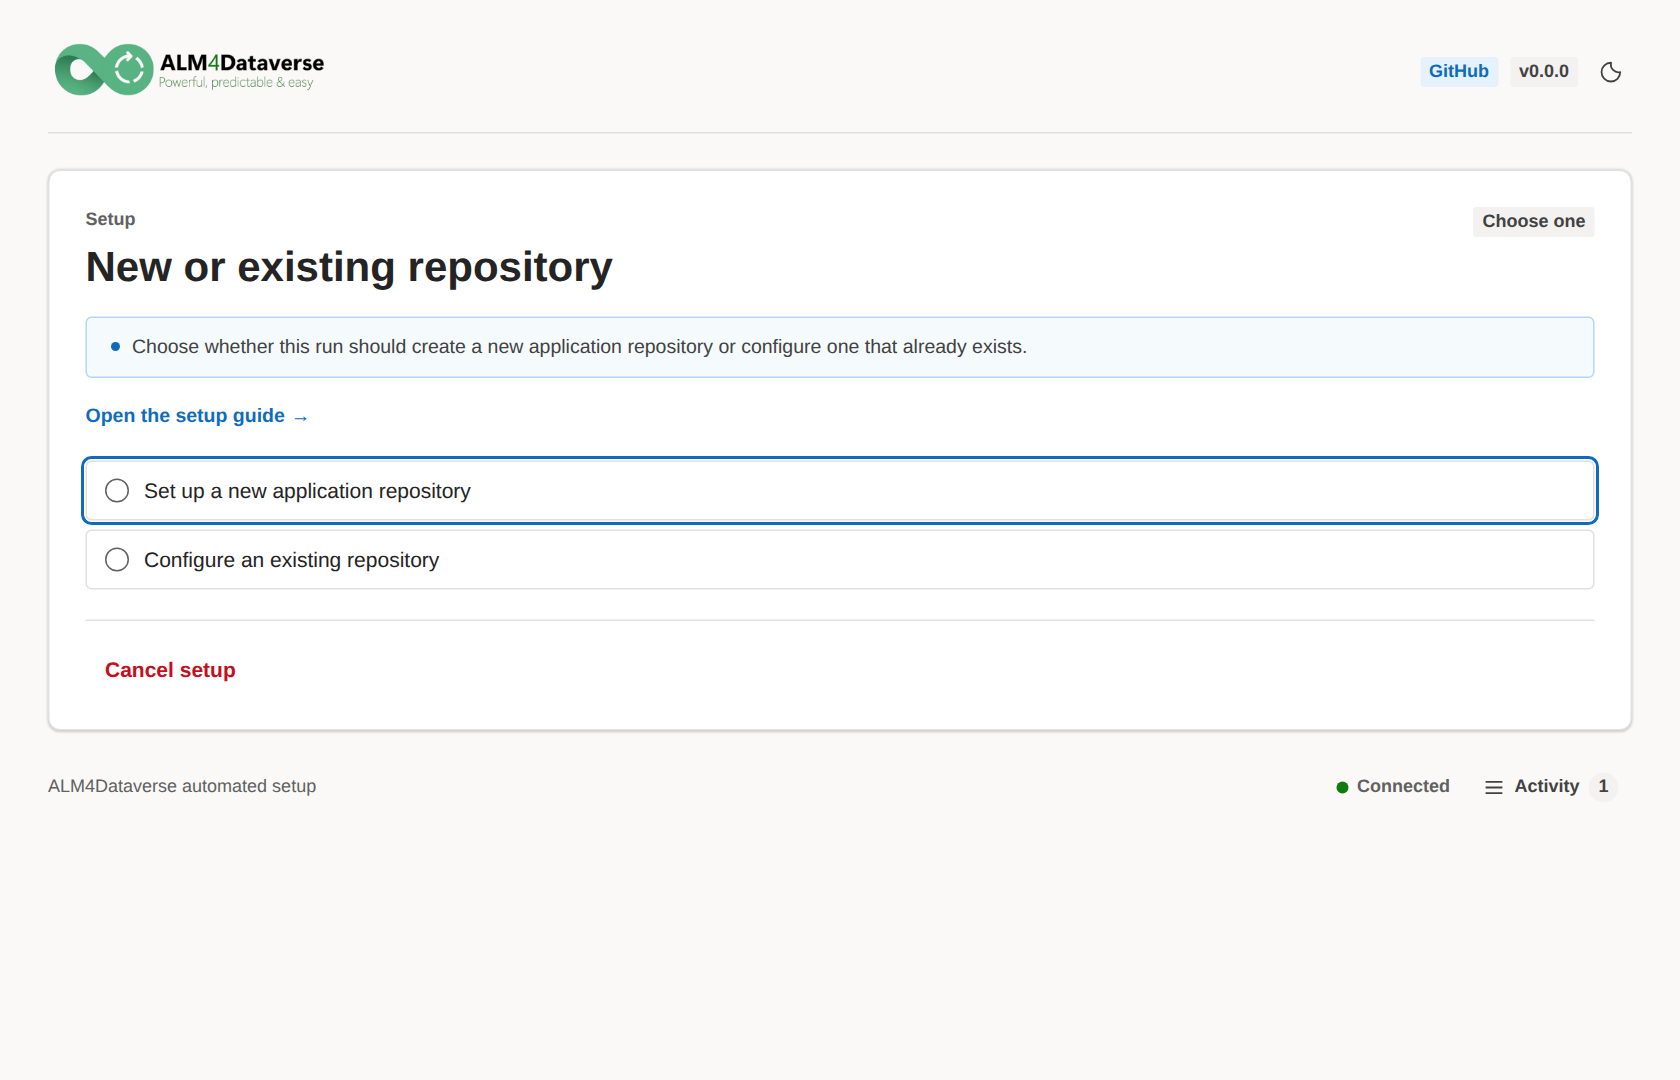 ALM4Dataverse
Powerful, predictable & easy
GitHub
v0.0.0
Setup
Choose one
New or existing repository
Choose whether this run should create a new application repository or configure one that already exists.
Open the setup guide →
Set up a new application repository
Configure an existing repository
Cancel setup
ALM4Dataverse automated setup
Connected
Activity 1